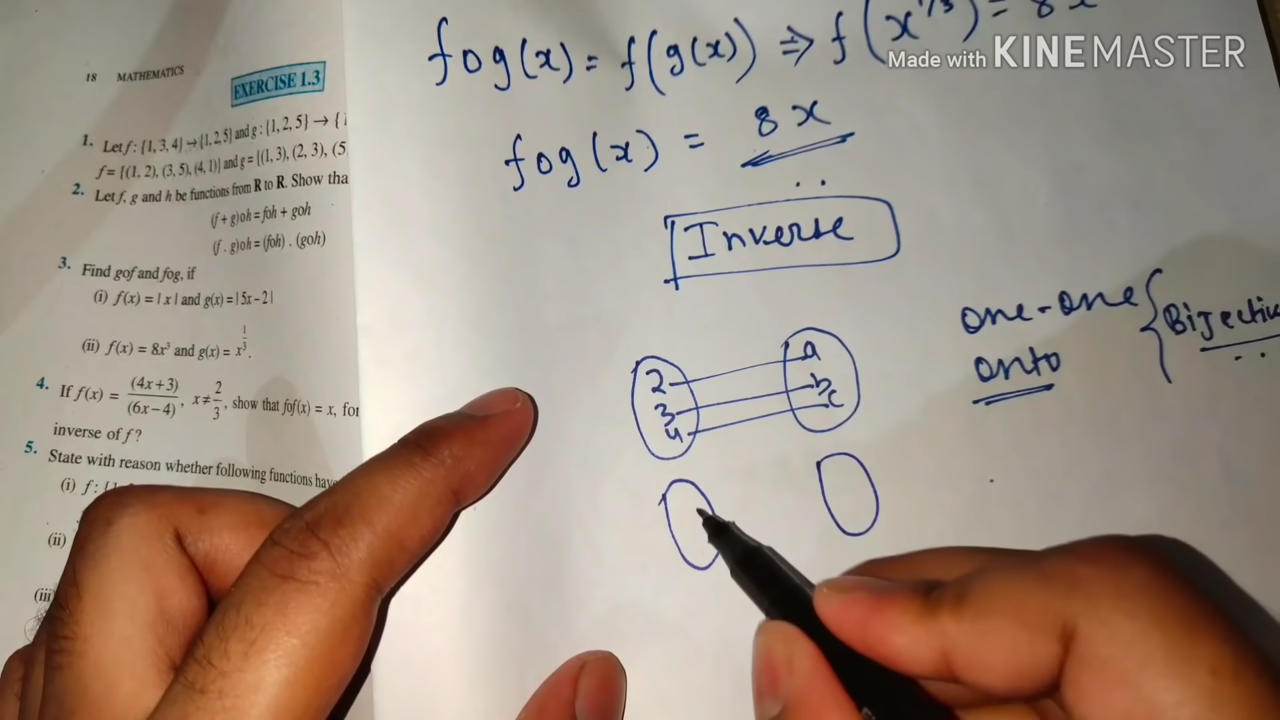 18 MATHEMATICS
EXERCISE 1.3
1. Let f : {1, 3, 4} → {1, 2, 5} and g : {1, 2, 5} → {
f = {(1, 2), (3, 5), (4, 1)} and g = {(1, 3), (2, 3), (5
2. Let f, g and h be functions from R to R. Show tha
(f + g)oh = foh + goh
(f . g)oh = (foh) . (goh)
3. Find gof and fog, if
(i) f(x) = | x | and g(x) = | 5x – 2 |
(ii) f(x) = 8x³ and g(x) = x^(1/3).
4. If f(x) = (4x+3)/(6x–4), x ≠ 2/3, show that fof(x) = x, for
inverse of f ?
5. State with reason whether following functions hav
(i) f : {1
(ii)
(iii)
fog(x) = f(g(x)) ⇒ f(x^1/3) = 8x
Made with KINEMASTER
fog(x) = 8x
Inverse
2 a
3 b
4 c
one-one
onto
{ Bijectiv